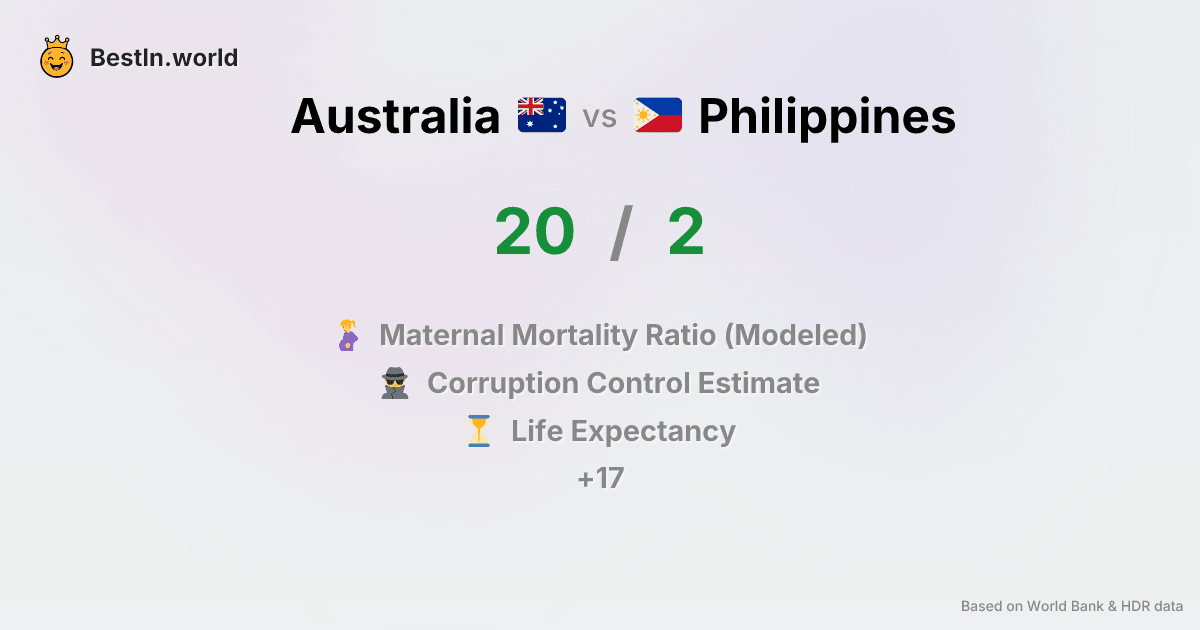 BestIn.world
Australia vs Philippines
20 / 2
Maternal Mortality Ratio (Modeled)
Corruption Control Estimate
Life Expectancy
+17
Based on World Bank & HDR data